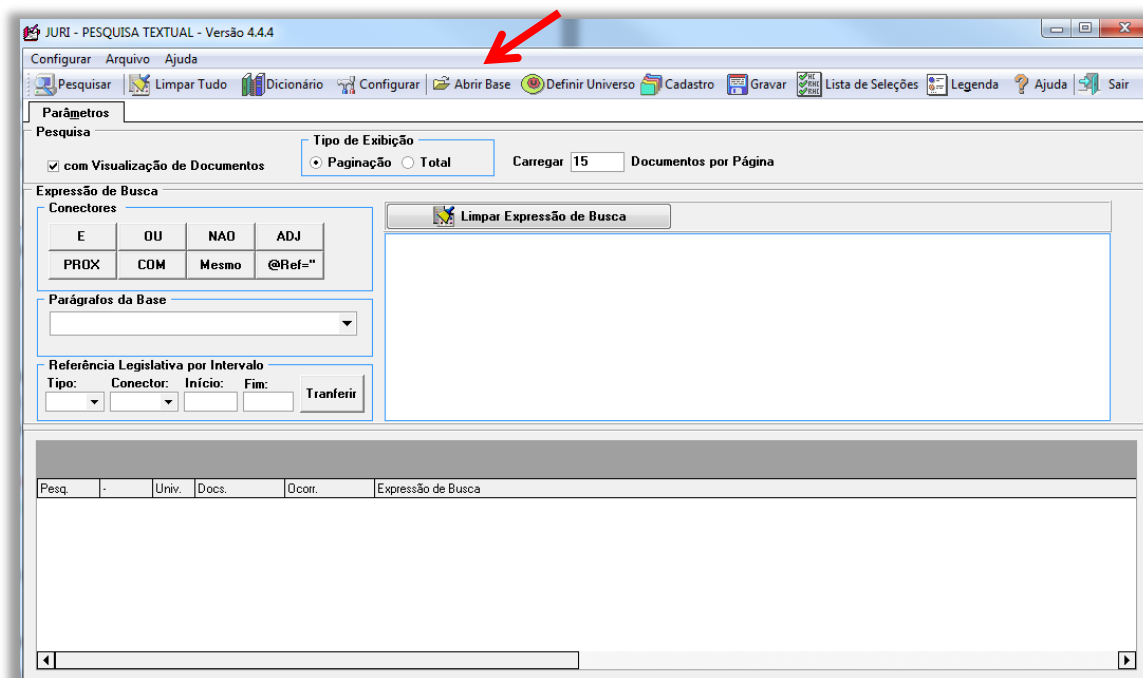 JURI - PESQUISA TEXTUAL - Versão 4.4.4
Configurar Arquivo Ajuda
Pesquisar Limpar Tudo Dicionário Configurar Abrir Base Definir Universo Cadastro Gravar Lista de Seleções Legenda Ajuda Sair
Parâmetros
Pesquisa
Tipo de Exibição
com Visualização de Documentos Paginação Total Carregar 15 Documentos por Página
Expressão de Busca
Conectores
Limpar Expressão de Busca
E OU NAO ADJ
PROX COM Mesmo @Ref="
Parágrafos da Base
Referência Legislativa por Intervalo
Tipo: Conector: Início: Fim:
Tranferir
Pesq. - Univ. Docs. Ocorr. Expressão de Busca